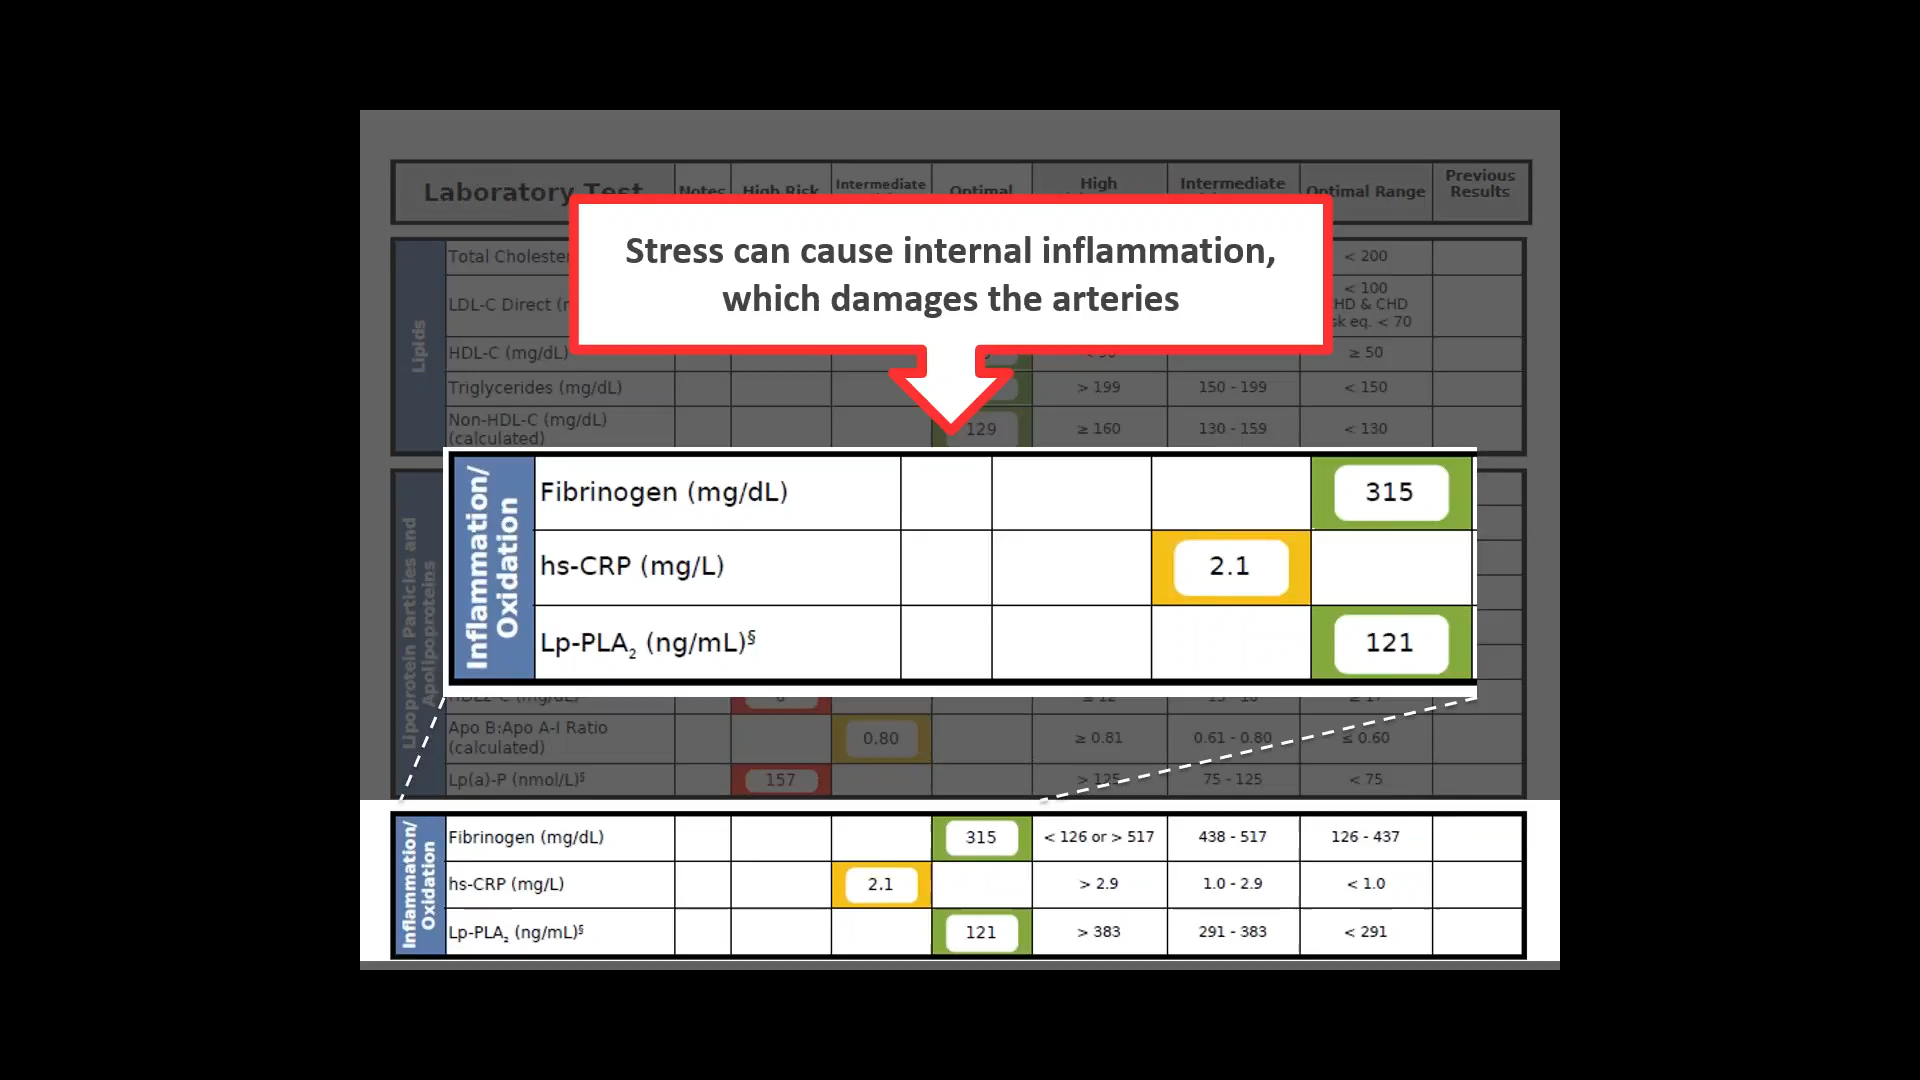 Laboratory Test Notes High Risk Intermediate Optimal High Intermediate Optimal Range Previous Results
Stress can cause internal inflammation,
which damages the arteries
Lipids
Total < 200
LDL-C Direct < 100
HD & CHD
eq. < 70
HDL-C (mg/dL) ≥ 50
Triglycerides (mg/dL) > 199 150 - 199 < 150
Non-HDL-C (mg/dL)
(calculated) 129 ≥ 160 130 - 159 < 130
Lipoprotein Particles and
Apolipoproteins
Inflammation/
Oxidation
Fibrinogen (mg/dL) 315
hs-CRP (mg/L) 2.1
Lp-PLA₂ (ng/mL)§ 121
Apo B:Apo A-I Ratio
(calculated) 0.80 ≥ 0.81 0.61 - 0.80 ≤ 0.60
Lp(a)-P (nmol/L)§ 157 > 125 75 - 125 < 75
Inflammation/
Oxidation
Fibrinogen (mg/dL) 315 < 126 or > 517 438 - 517 126 - 437
hs-CRP (mg/L) 2.1 > 2.9 1.0 - 2.9 < 1.0
Lp-PLA₂ (ng/mL)§ 121 > 383 291 - 383 < 291